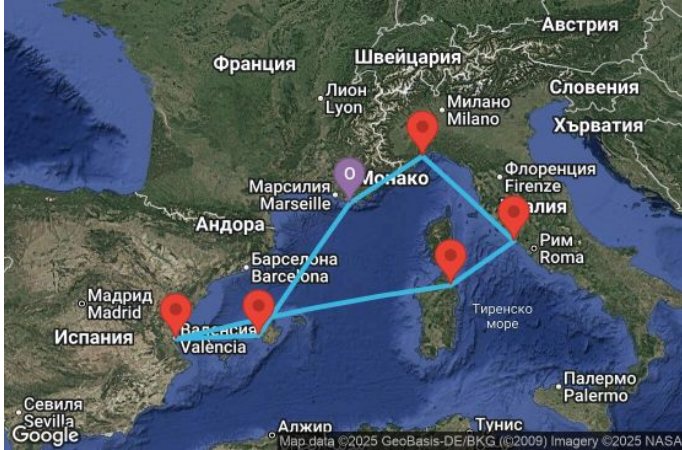 Австрия
Швейцария
Франция
Словения
Лион
Lyon
Милано
Milano
Хърватия
O
Монако
Флоренция
Firenze
Марсилия
Marseille
алия
Андора
Рим
Roma
Барселона
Barcelona
Мадрид
Madrid
Тиренско
море
Валенсия
València
Испания
Палермо
Palermo
Севиля
Sevilla
Google
Алжир
Тунис
Map data ©2025 GeoBasis-DE/BKG (©2009) Imagery ©2025 NASA